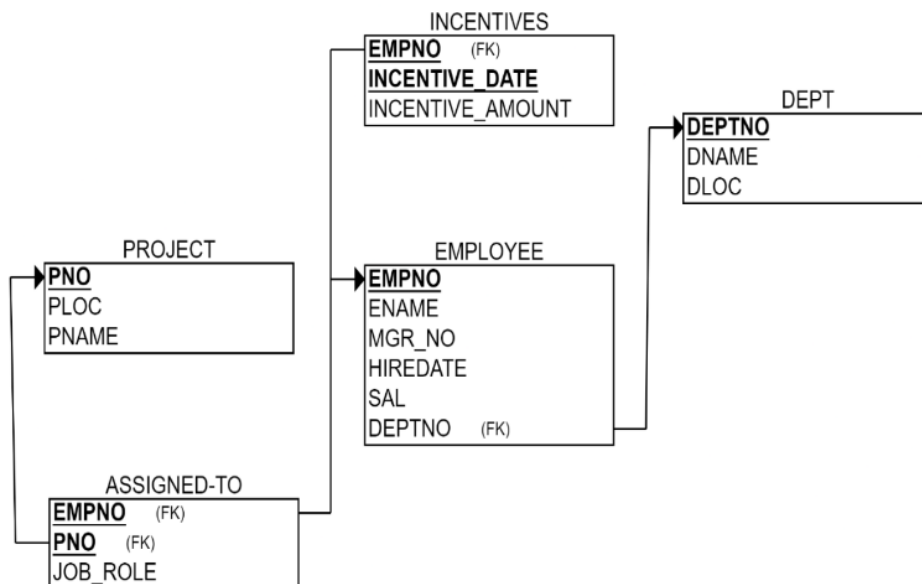 INCENTIVES
EMPNO (FK)
INCENTIVE_DATE
INCENTIVE_AMOUNT
DEPT
DEPTNO
DNAME
DLOC
PROJECT
PNO
PLOC
PNAME
EMPLOYEE
EMPNO
ENAME
MGR_NO
HIREDATE
SAL
DEPTNO (FK)
ASSIGNED-TO
EMPNO (FK)
PNO (FK)
JOB_ROLE